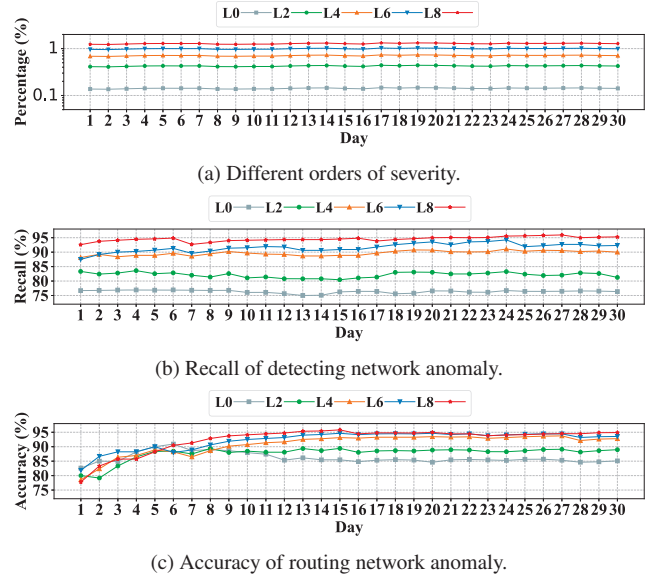 L0 L2 L4 L6 L8
Percentage (%)
1
0.1
1 2 3 4 5 6 7 8 9 10 11 12 13 14 15 16 17 18 19 20 21 22 23 24 25 26 27 28 29 30
Day
(a) Different orders of severity.
L0 L2 L4 L6 L8
Recall (%)
95
90
85
80
75
1 2 3 4 5 6 7 8 9 10 11 12 13 14 15 16 17 18 19 20 21 22 23 24 25 26 27 28 29 30
Day
(b) Recall of detecting network anomaly.
L0 L2 L4 L6 L8
Accuracy (%)
95
90
85
80
75
1 2 3 4 5 6 7 8 9 10 11 12 13 14 15 16 17 18 19 20 21 22 23 24 25 26 27 28 29 30
Day
(c) Accuracy of routing network anomaly.